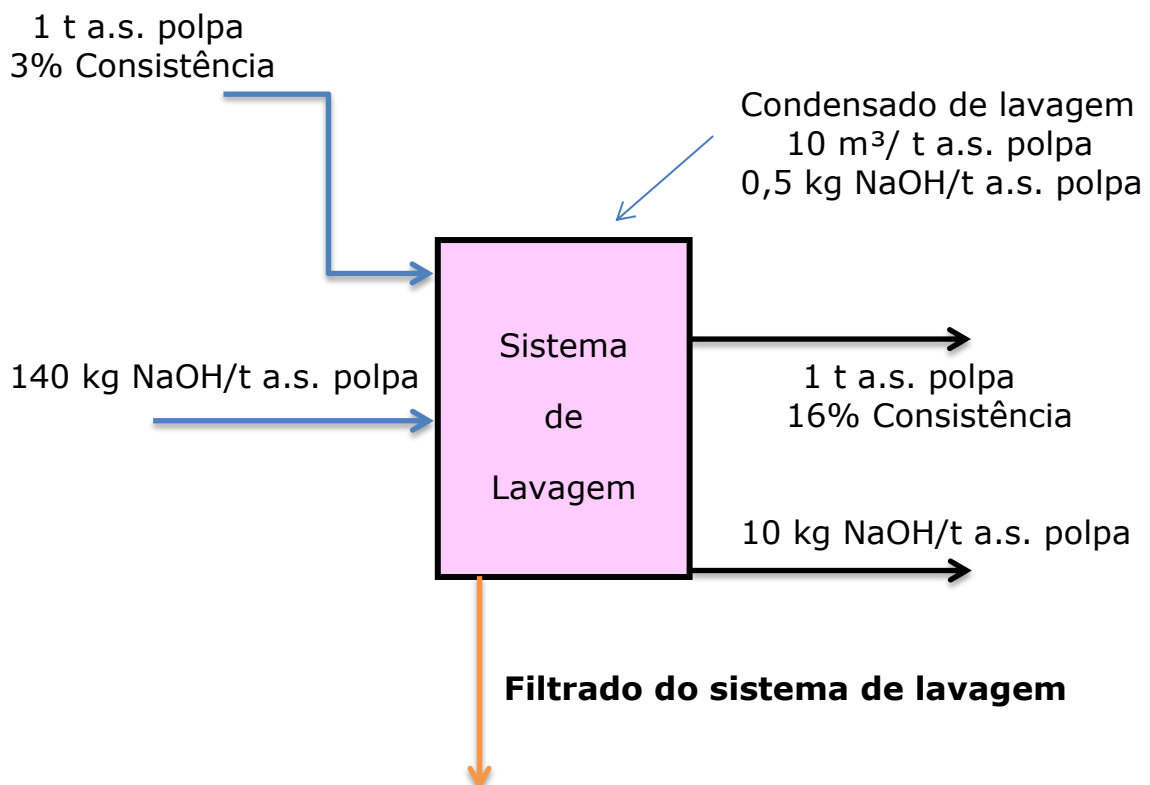 1 t a.s. polpa
3% Consistência
Condensado de lavagem
10 m³/ t a.s. polpa
0,5 kg NaOH/t a.s. polpa
140 kg NaOH/t a.s. polpa
Sistema
de
Lavagem
1 t a.s. polpa
16% Consistência
10 kg NaOH/t a.s. polpa
Filtrado do sistema de lavagem